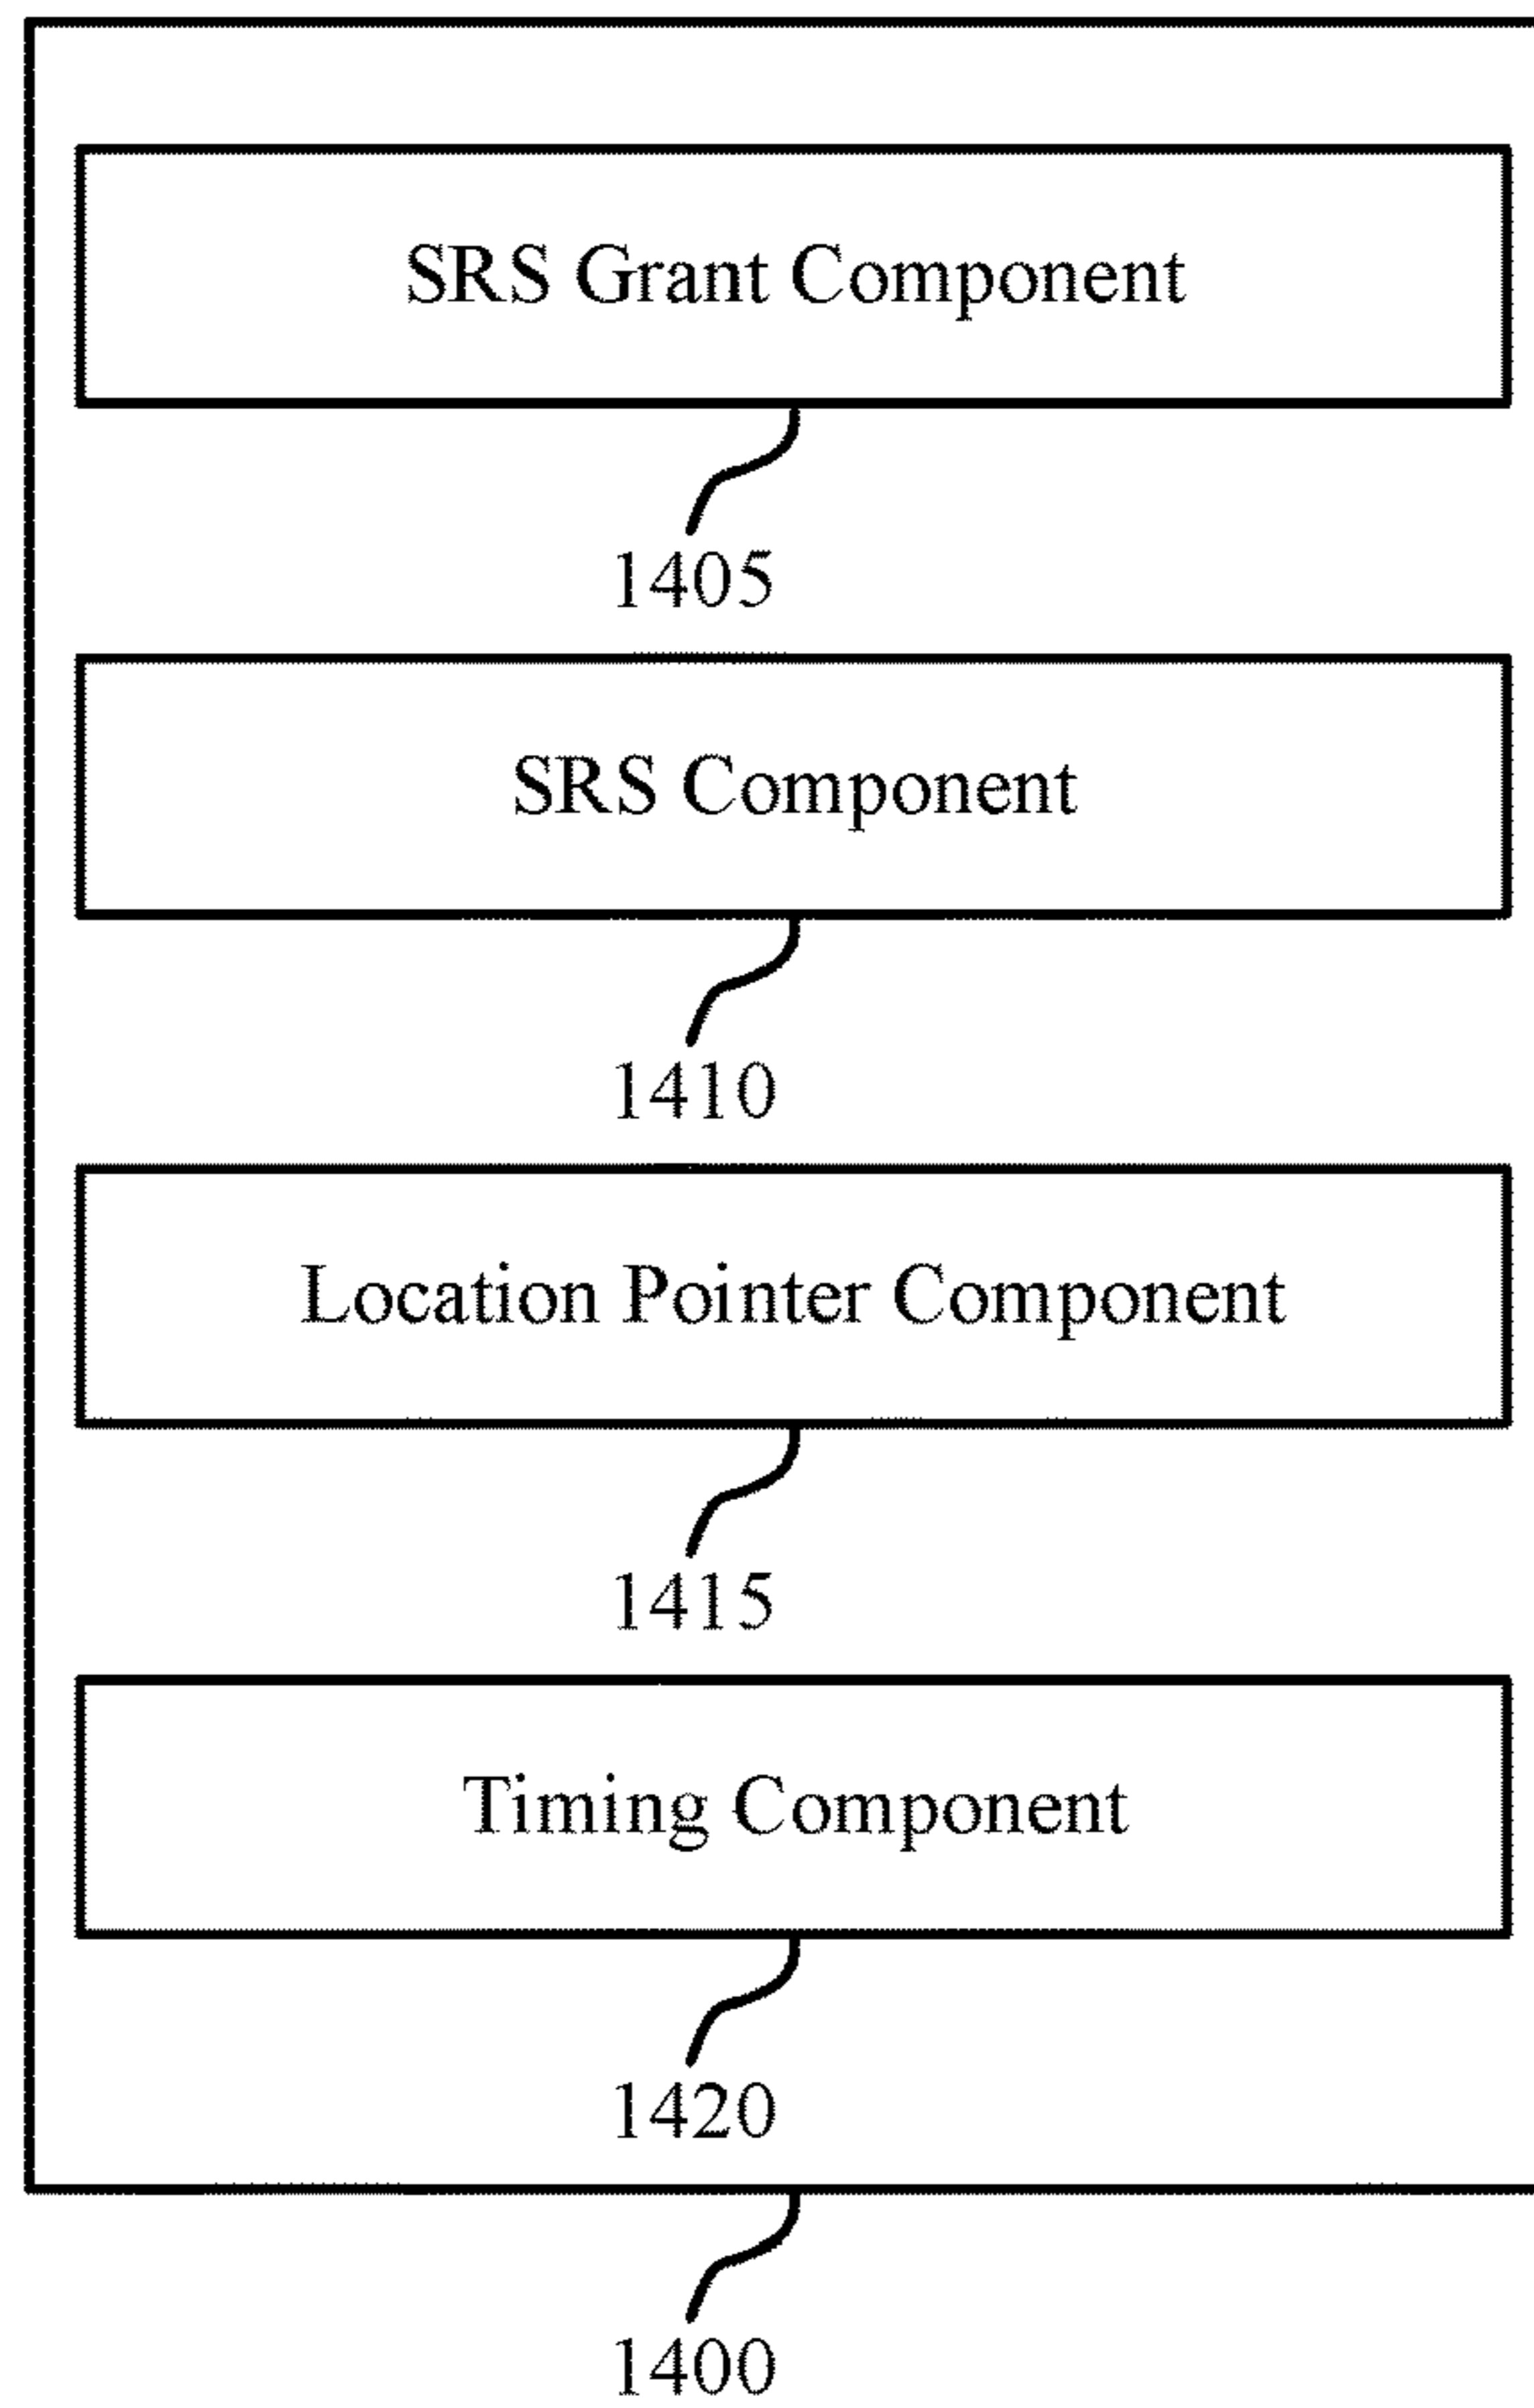 SRS Grant Component
1405
SRS Component
1410
Location Pointer Component
1415
Timing Component
1420
1400